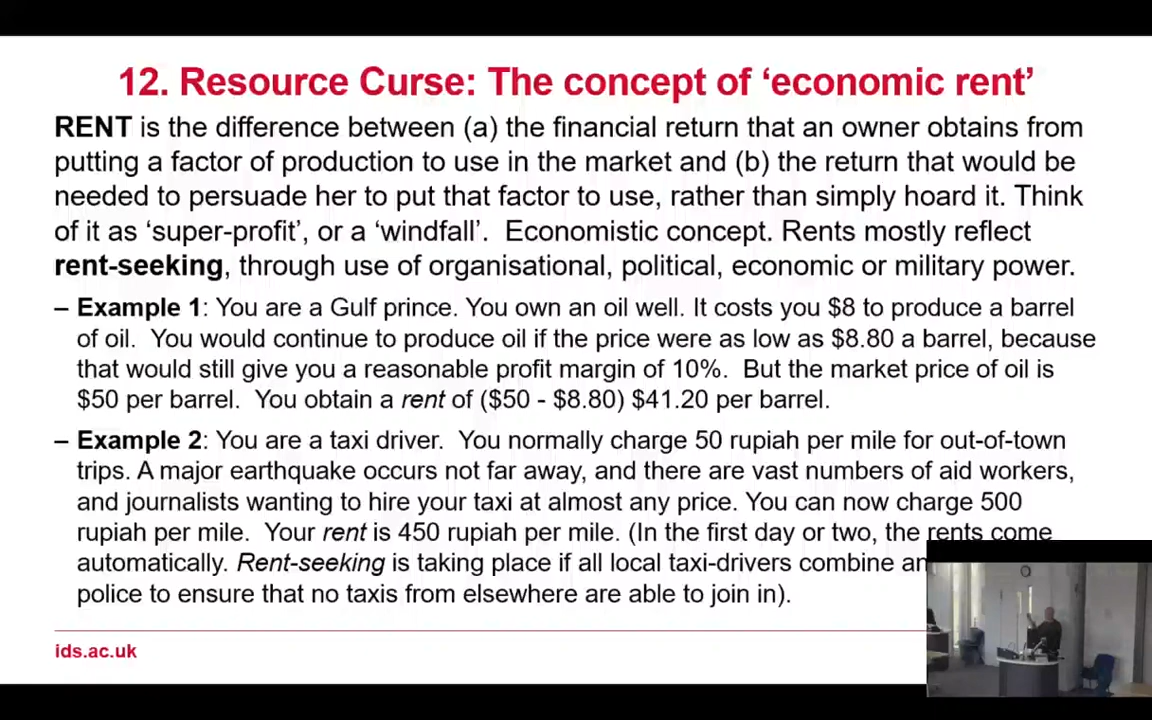 12. Resource Curse: The concept of ‘economic rent’
RENT is the difference between (a) the financial return that an owner obtains from
putting a factor of production to use in the market and (b) the return that would be
needed to persuade her to put that factor to use, rather than simply hoard it. Think
of it as ‘super-profit’, or a ‘windfall’.  Economistic concept. Rents mostly reflect
rent-seeking, through use of organisational, political, economic or military power.
– Example 1: You are a Gulf prince. You own an oil well. It costs you $8 to produce a barrel
of oil.  You would continue to produce oil if the price were as low as $8.80 a barrel, because
that would still give you a reasonable profit margin of 10%.  But the market price of oil is
$50 per barrel.  You obtain a rent of ($50 - $8.80) $41.20 per barrel.
– Example 2: You are a taxi driver.  You normally charge 50 rupiah per mile for out-of-town
trips. A major earthquake occurs not far away, and there are vast numbers of aid workers,
and journalists wanting to hire your taxi at almost any price. You can now charge 500
rupiah per mile.  Your rent is 450 rupiah per mile. (In the first day or two, the rents come
automatically. Rent-seeking is taking place if all local taxi-drivers combine
police to ensure that no taxis from elsewhere are able to join in).
ids.ac.uk